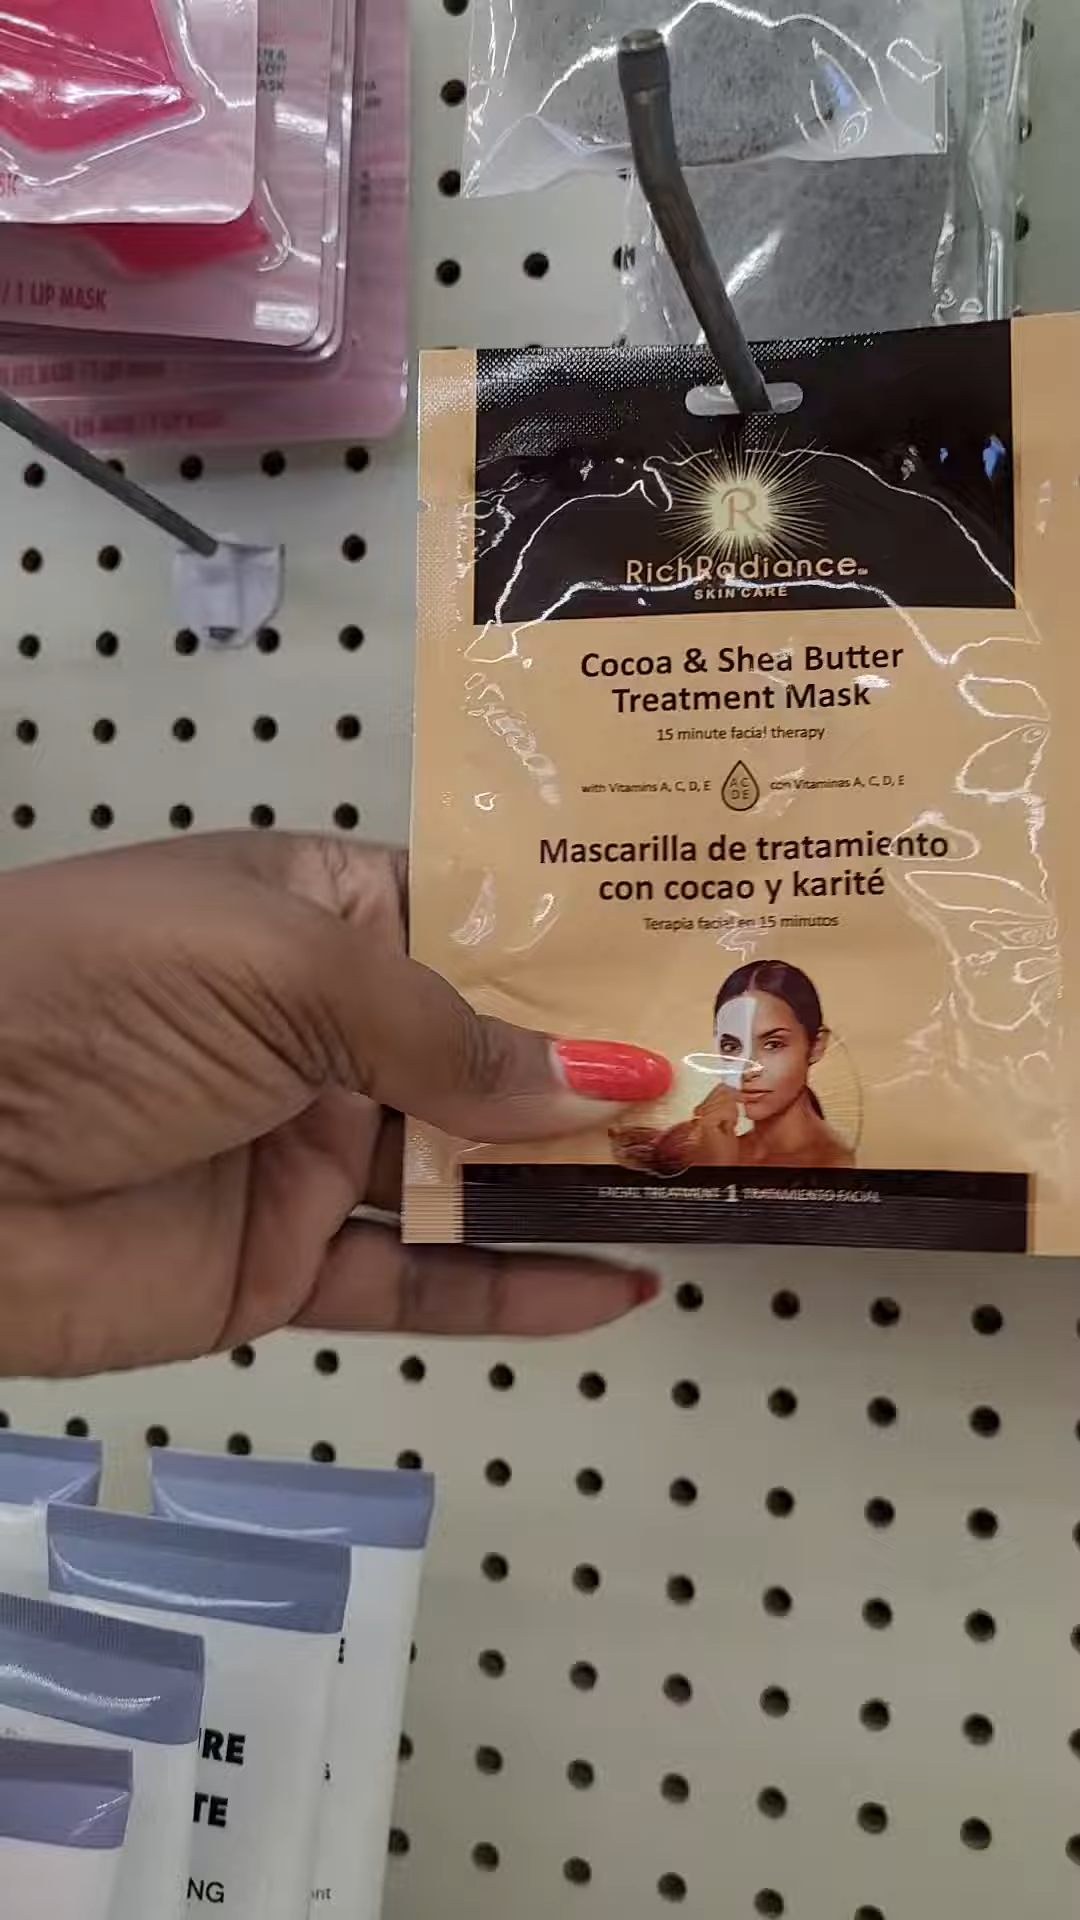 / 1 LIP MASK
R
RichRadiance
SKIN CARE
Cocoa & Shea Butter
Treatment Mask
15 minute facial therapy
with Vitamins A, C, D, E
A C
D E
con Vitaminas A, C, D, E
Mascarilla de tratamiento
con cocao y karité
Terapia facial en 15 minutos
FACIAL TREATMENT 1 TRATAMIENTO FACIAL
RE
TE
NG